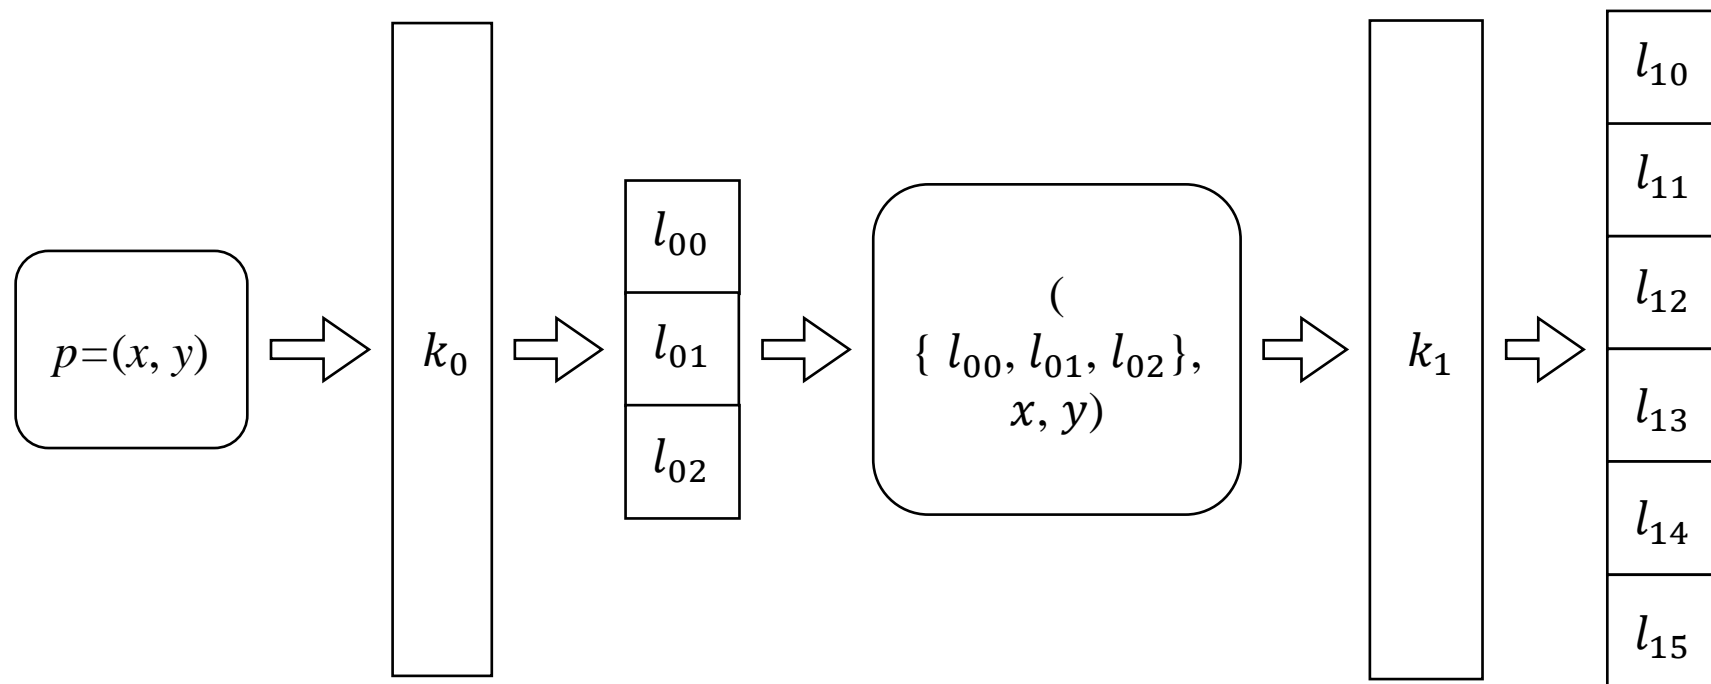 p=(x, y)
k₀
l₀₀
l₀₁
l₀₂
(
{ l₀₀, l₀₁, l₀₂},
x, y)
k₁
l₁₀
l₁₁
l₁₂
l₁₃
l₁₄
l₁₅